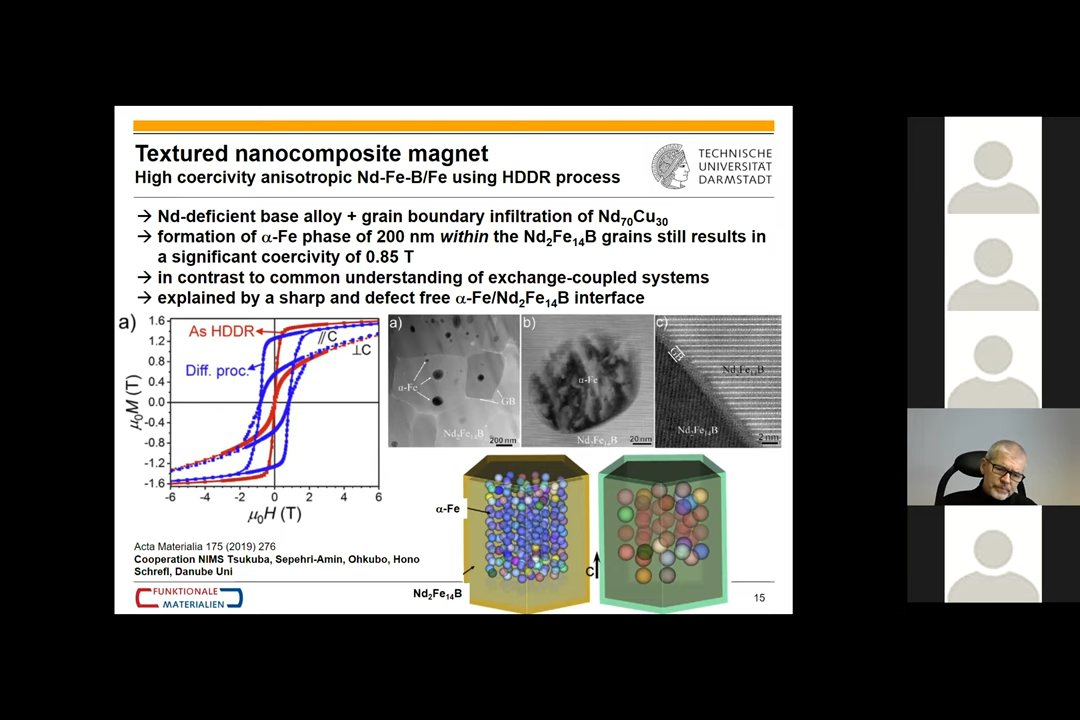 Textured nanocomposite magnet
High coercivity anisotropic Nd-Fe-B/Fe using HDDR process
TECHNISCHE
UNIVERSITÄT
DARMSTADT
→ Nd-deficient base alloy + grain boundary infiltration of Nd70Cu30
→ formation of α-Fe phase of 200 nm within the Nd2Fe14B grains still results in
a significant coercivity of 0.85 T
→ in contrast to common understanding of exchange-coupled systems
→ explained by a sharp and defect free α-Fe/Nd2Fe14B interface
a)
1.6
1.2
0.8
0.4
0.0
-0.4
-0.8
-1.2
-1.6
μ0M (T)
As HDDR
//C
⊥C
Diff. proc.
-6 -4 -2 0 2 4 6
μ0H (T)
a)
α-Fe
GB
Nd2Fe14B
200 nm
b)
α-Fe
Nd2Fe14B
20 nm
c)
GB
Nd2Fe14B
Nd2Fe14B
2 nm
α-Fe
C
Nd2Fe14B
Acta Materialia 175 (2019) 276
Cooperation NIMS Tsukuba, Sepehri-Amin, Ohkubo, Hono
Schrefl, Danube Uni
FUNKTIONALE
MATERIALIEN
15